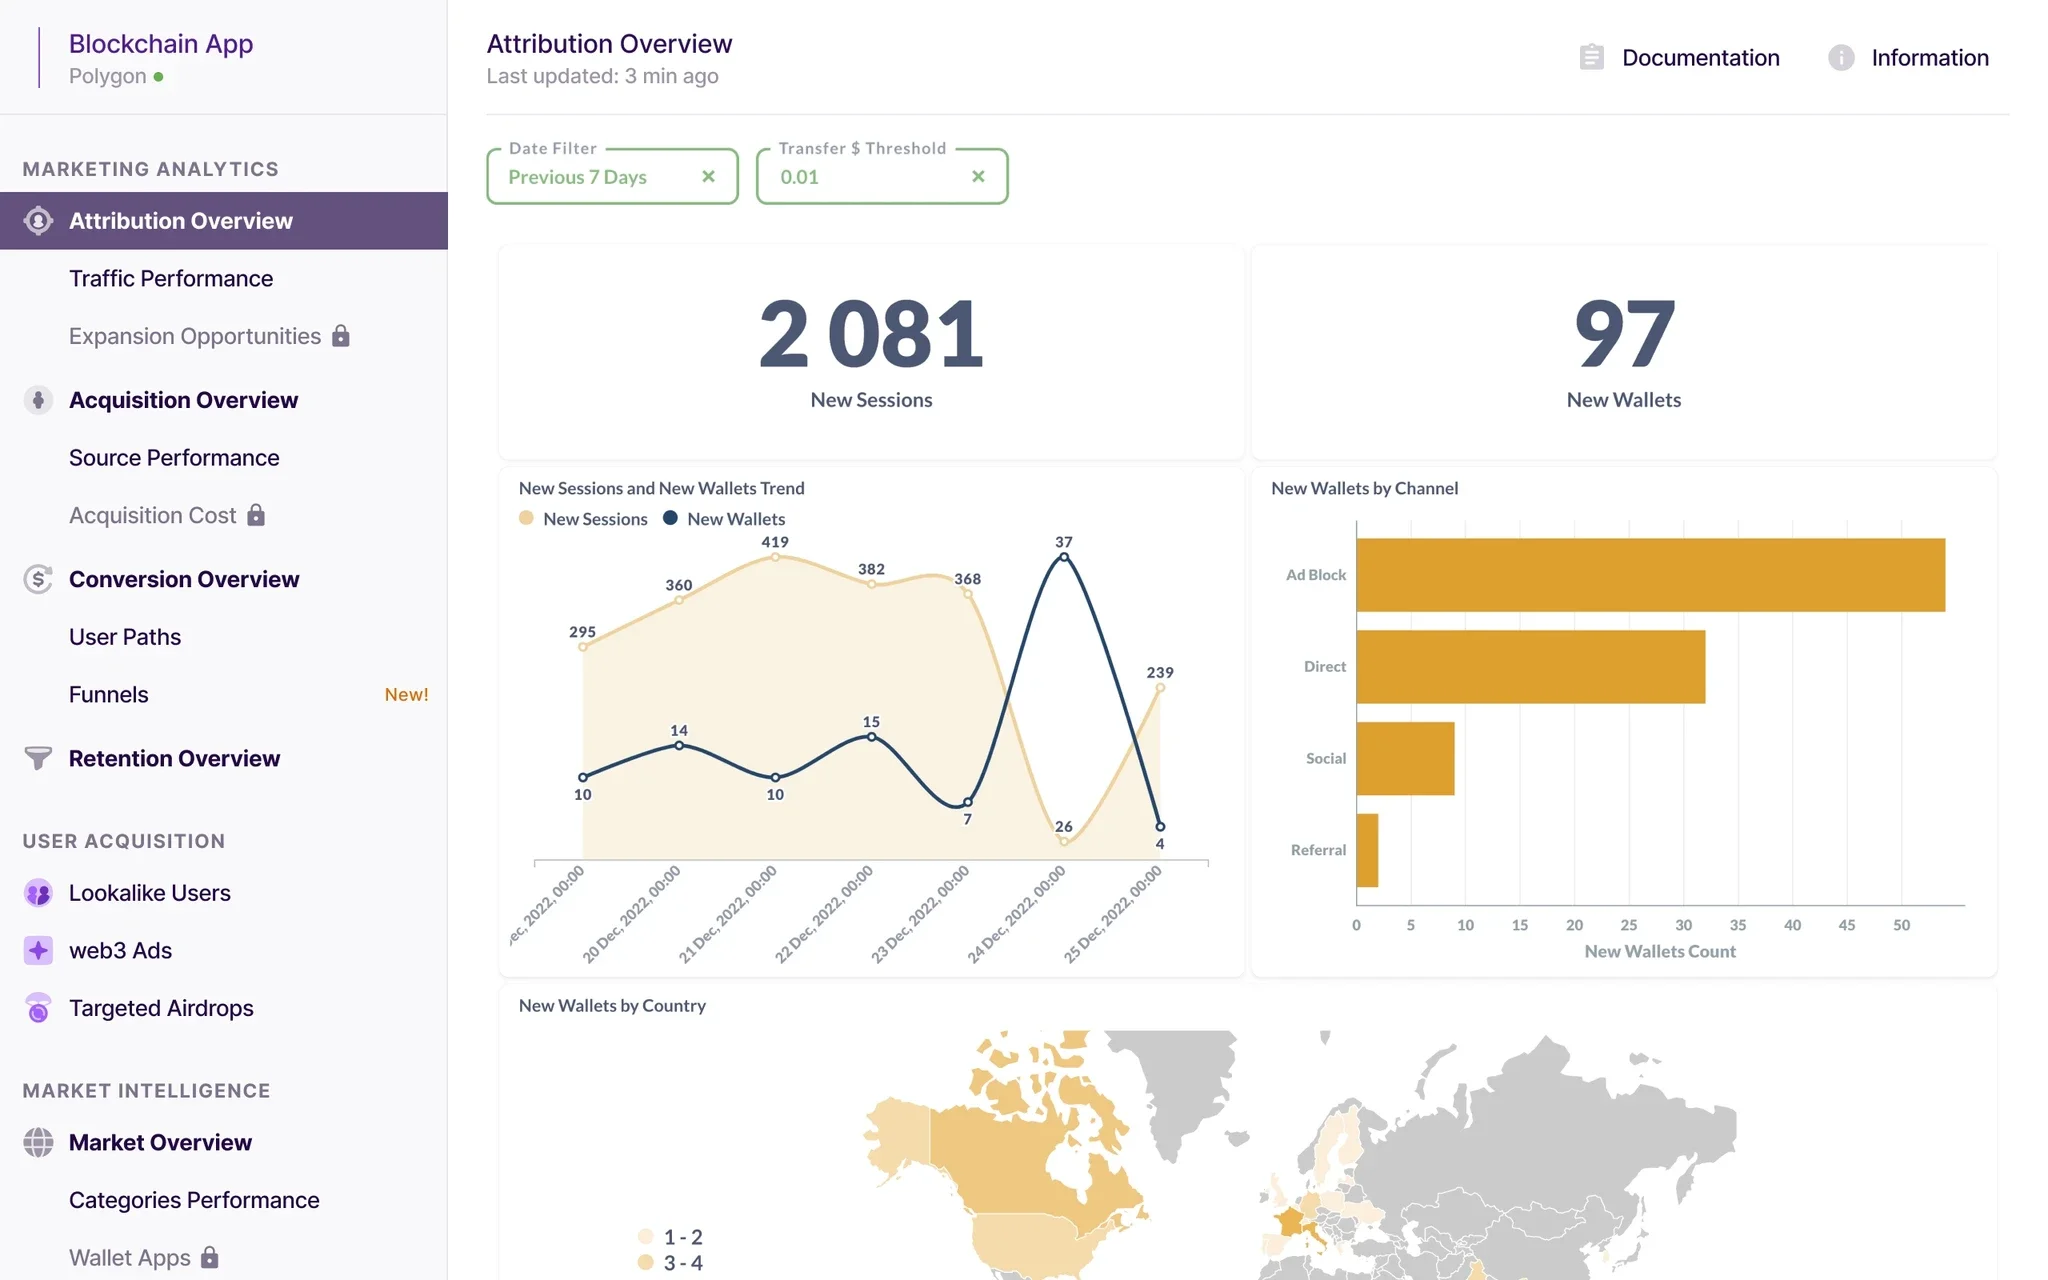 Blockchain App
Polygon
MARKETING ANALYTICS
Attribution Overview
Traffic Performance
Expansion Opportunities
Acquisition Overview
Source Performance
Acquisition Cost
Conversion Overview
User Paths
Funnels New!
Retention Overview
USER ACQUISITION
Lookalike Users
web3 Ads
Targeted Airdrops
MARKET INTELLIGENCE
Market Overview
Categories Performance
Wallet Apps
Attribution Overview
Last updated: 3 min ago
Documentation
Information
Date Filter
Previous 7 Days
Transfer $ Threshold
0.01
2 081
New Sessions
97
New Wallets
New Sessions and New Wallets Trend
New Sessions New Wallets
419
37
382
368
360
295
239
15
14
10
10
7
26
4
ec, 2022, 00:00
20 Dec, 2022, 00:00
21 Dec, 2022, 00:00
22 Dec, 2022, 00:00
23 Dec, 2022, 00:00
24 Dec, 2022, 00:00
25 Dec, 2022, 00:00
New Wallets by Channel
Ad Block
Direct
Social
Referral
0 5 10 15 20 25 30 35 40 45 50
New Wallets Count
New Wallets by Country
1 - 2
3 - 4